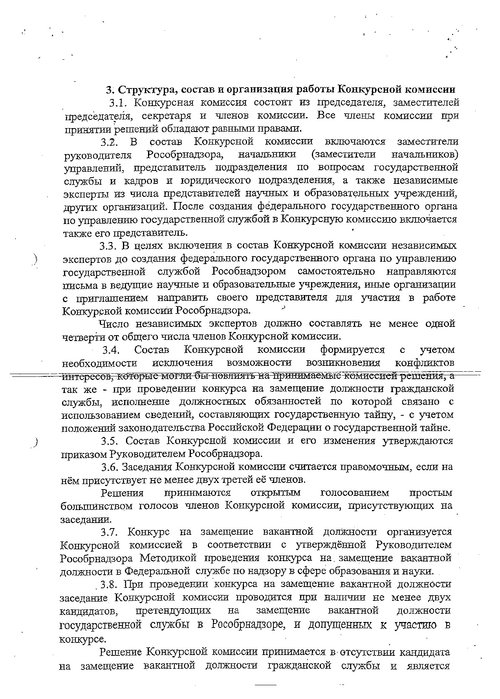 3. Структура, состав и организация работы Конкурсной комиссии
3.1. Конкурсная комиссия состоит из председателя, заместителей
председателя, секретаря и членов комиссии. Все члены комиссии при
принятии решений обладают равными правами.
3.2. В состав Конкурсной комиссии включаются заместители
руководителя Рособрнадзора, начальники (заместители начальников)
управлений, представитель подразделения по вопросам государственной
службы и кадров и юридического подразделения, а также независимые
эксперты из числа представителей научных и образовательных учреждений,
других организаций. После создания федерального государственного органа
по управлению государственной службой в Конкурсную комиссию включается
также его представитель.
3.3. В целях включения в состав Конкурсной комиссии независимых
экспертов до создания федерального государственного органа по управлению
государственной службой Рособнадзором самостоятельно направляются
письма в ведущие научные и образовательные учреждения, иные организации
с приглашением направить своего представителя для участия в работе
Конкурсной комиссии Рособрнадзора.
Число независимых экспертов должно составлять не менее одной
четверти от общего числа членов Конкурсной комиссии.
3.4. Состав Конкурсной комиссии формируется с учетом
необходимости исключения возможности возникновения конфликтов
интересов, которые могли бы повлиять на принимаемые комиссией решения, а
так же - при проведении конкурса на замещение должности гражданской
службы, исполнение должностных обязанностей по которой связано с
использованием сведений, составляющих государственную тайну, - с учетом
положений законодательства Российской Федерации о государственной тайне.
3.5. Состав Конкурсной комиссии и его изменения утверждаются
приказом Руководителем Рособрнадзора.
3.6. Заседания Конкурсной комиссии считается правомочным, если на
нём присутствует не менее двух третей её членов.
Решения принимаются открытым голосованием простым
большинством голосов членов Конкурсной комиссии, присутствующих на
заседании.
3.7. Конкурс на замещение вакантной должности организуется
Конкурсной комиссией в соответствии с утверждённой Руководителем
Рособрнадзора Методикой проведения конкурса на замещение вакантной
должности в Федеральной службе по надзору в сфере образования и науки.
3.8. При проведении конкурса на замещение вакантной должности
заседание Конкурсной комиссии проводится при наличии не менее двух
кандидатов, претендующих на замещение вакантной должности
государственной службы в Рособрнадзоре, и допущенных к участию в
конкурсе.
Решение Конкурсной комиссии принимается в отсутствии кандидата
на замещение вакантной должности гражданской службы и является